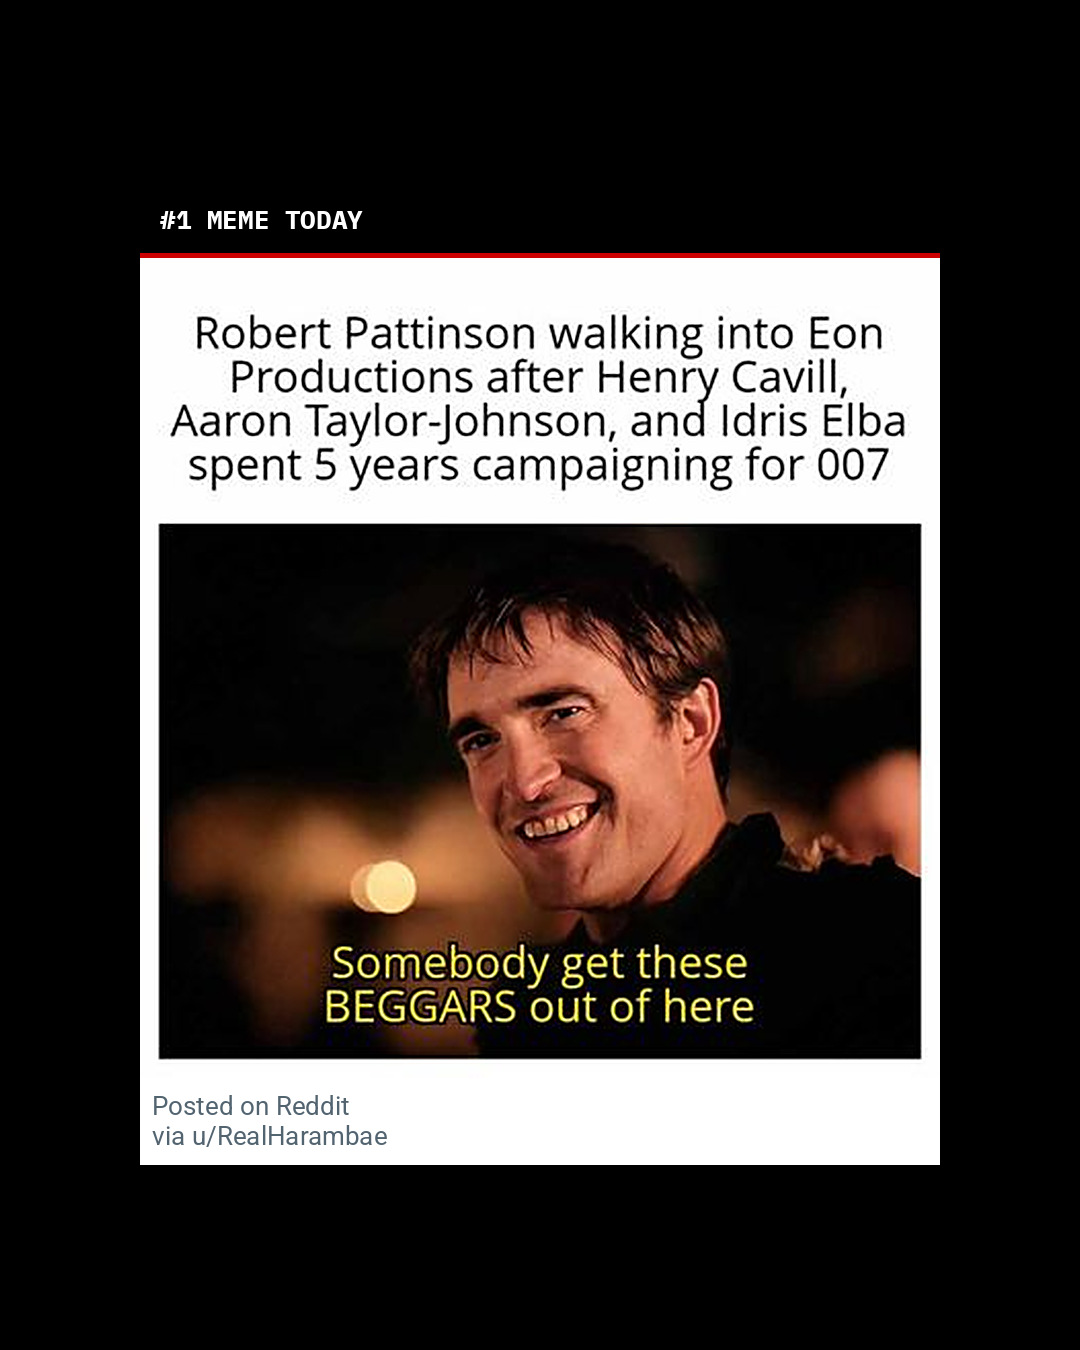 #1 MEME TODAY
Robert Pattinson walking into Eon
Productions after Henry Cavill,
Aaron Taylor-Johnson, and Idris Elba
spent 5 years campaigning for 007
Somebody get these
BEGGARS out of here
Posted on Reddit
via u/RealHarambae